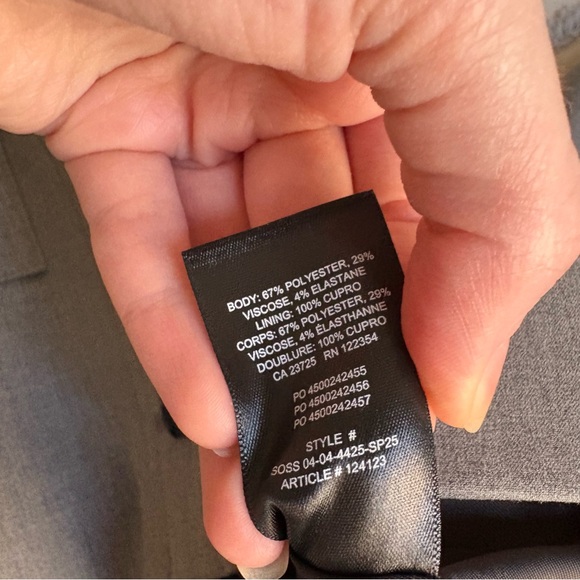 BODY: 67% POLYESTER, 29%
VISCOSE, 4% ELASTANE
LINING: 100% CUPRO
CORPS: 67% POLYESTER, 29%
VISCOSE, 4% ÉLASTHANNE
DOUBLURE: 100% CUPRO
CA 23725 RN 122354
PO 4500242455
PO 4500242456
PO 4500242457
STYLE #
SOSS 04-04-4425-SP25
ARTICLE # 124123